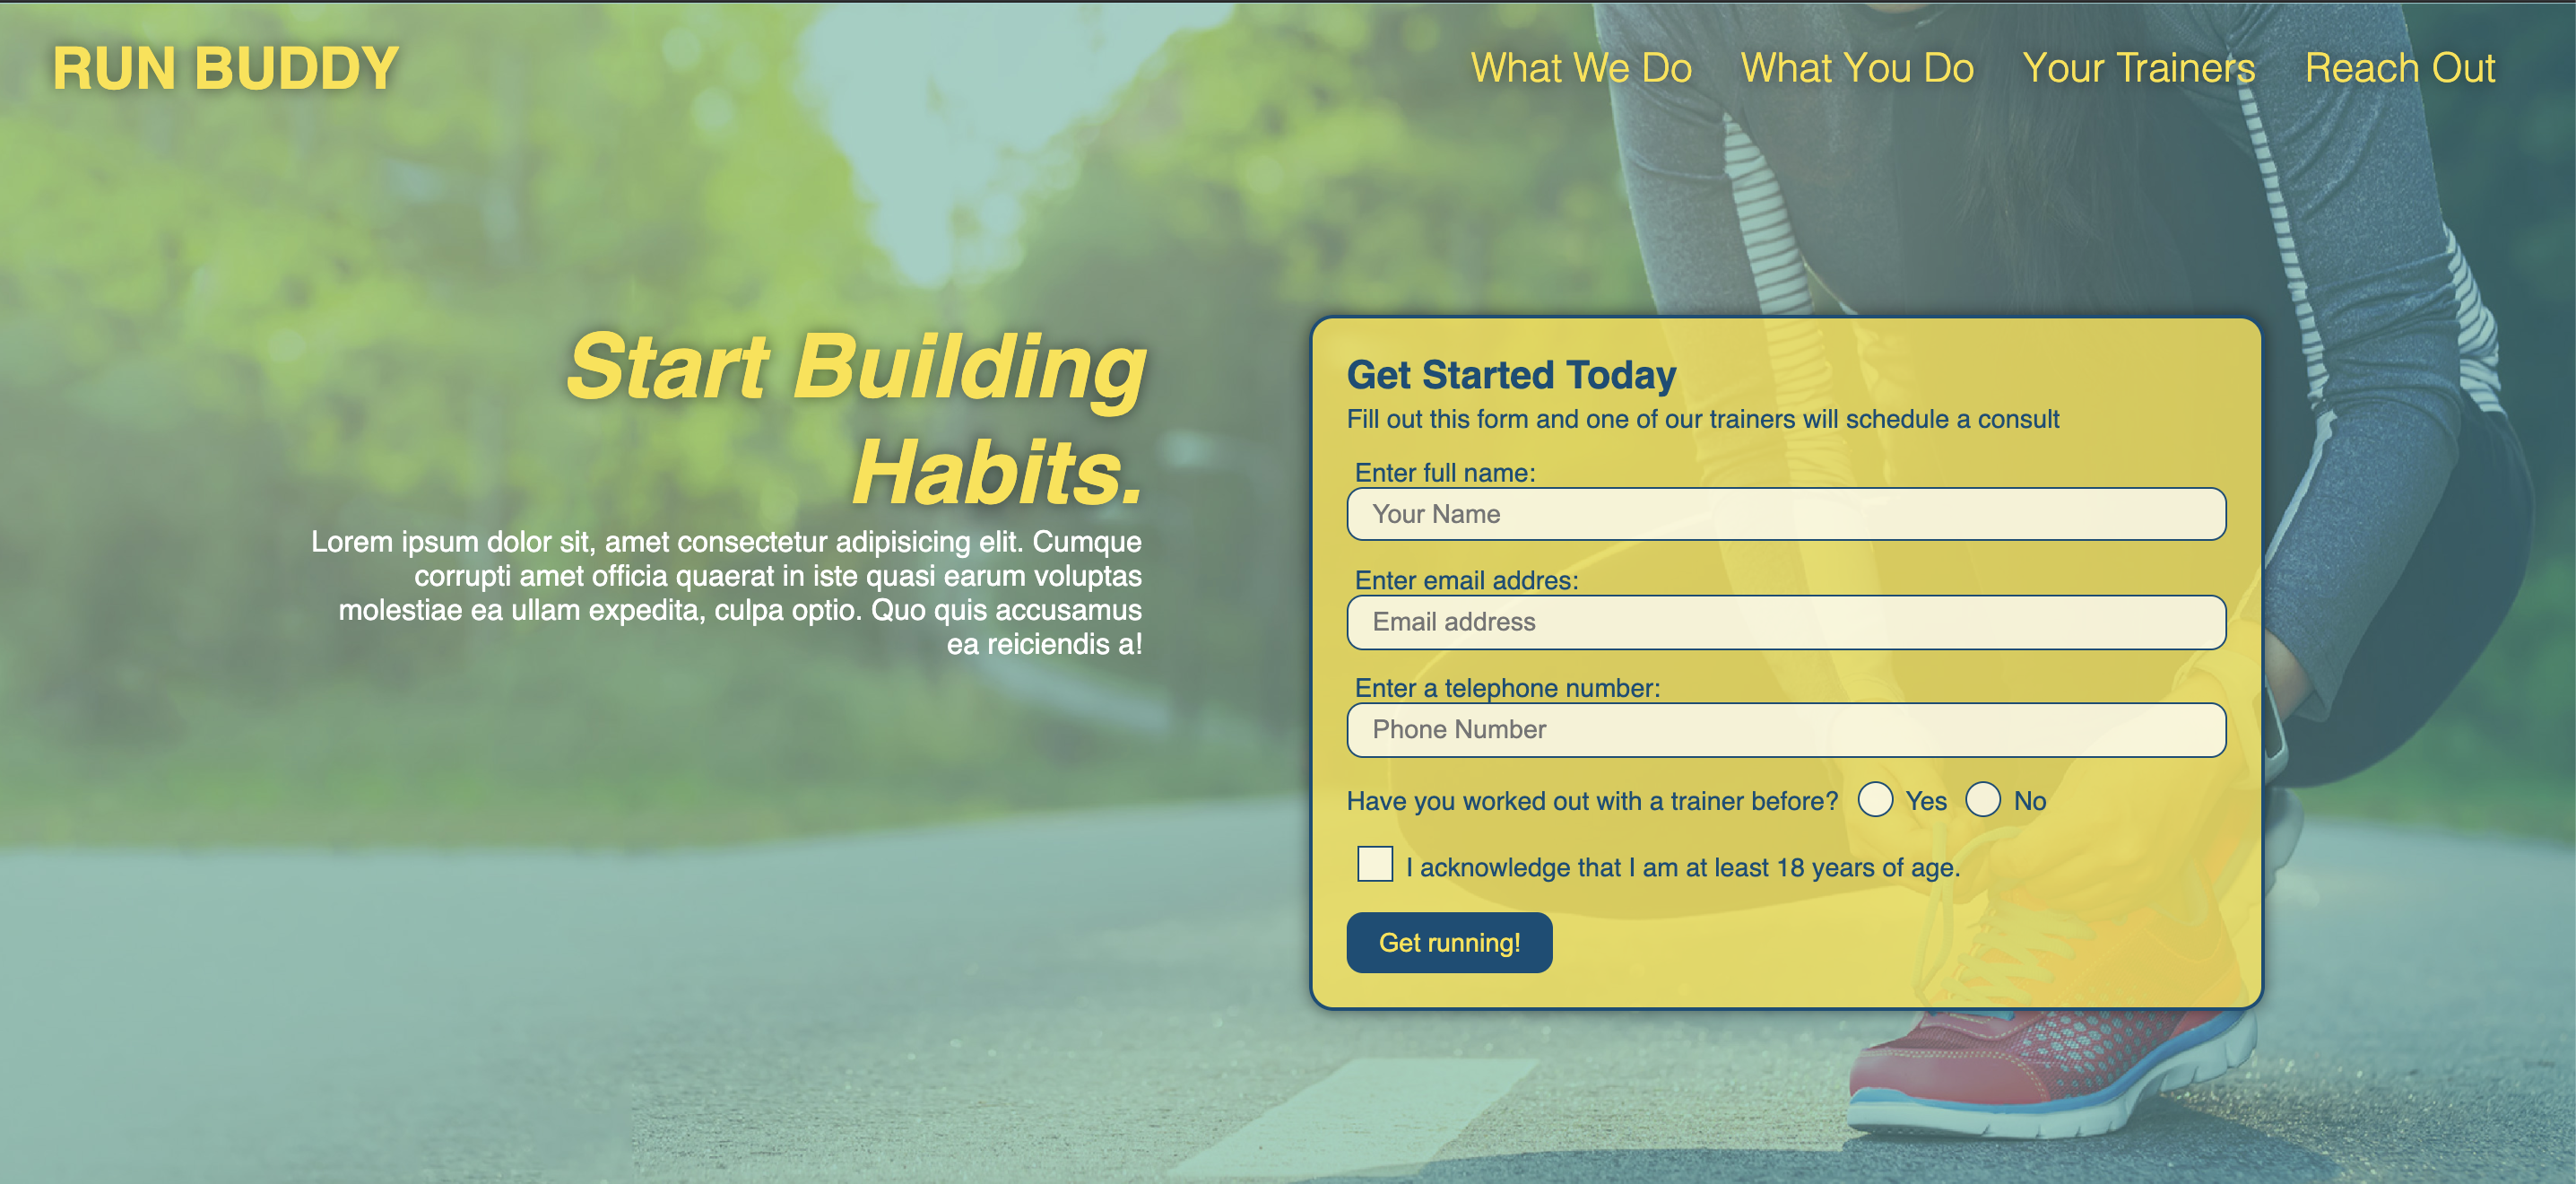 RUN BUDDY
What We Do
What You Do
Your Trainers
Reach Out
Start Building
Habits.
Lorem ipsum dolor sit, amet consectetur adipisicing elit. Cumque
corrupti amet officia quaerat in iste quasi earum voluptas
molestiae ea ullam expedita, culpa optio. Quo quis accusamus
ea reiciendis a!
Get Started Today
Fill out this form and one of our trainers will schedule a consult
Enter full name:
Your Name
Enter email addres:
Email address
Enter a telephone number:
Phone Number
Have you worked out with a trainer before? Yes No
I acknowledge that I am at least 18 years of age.
Get running!